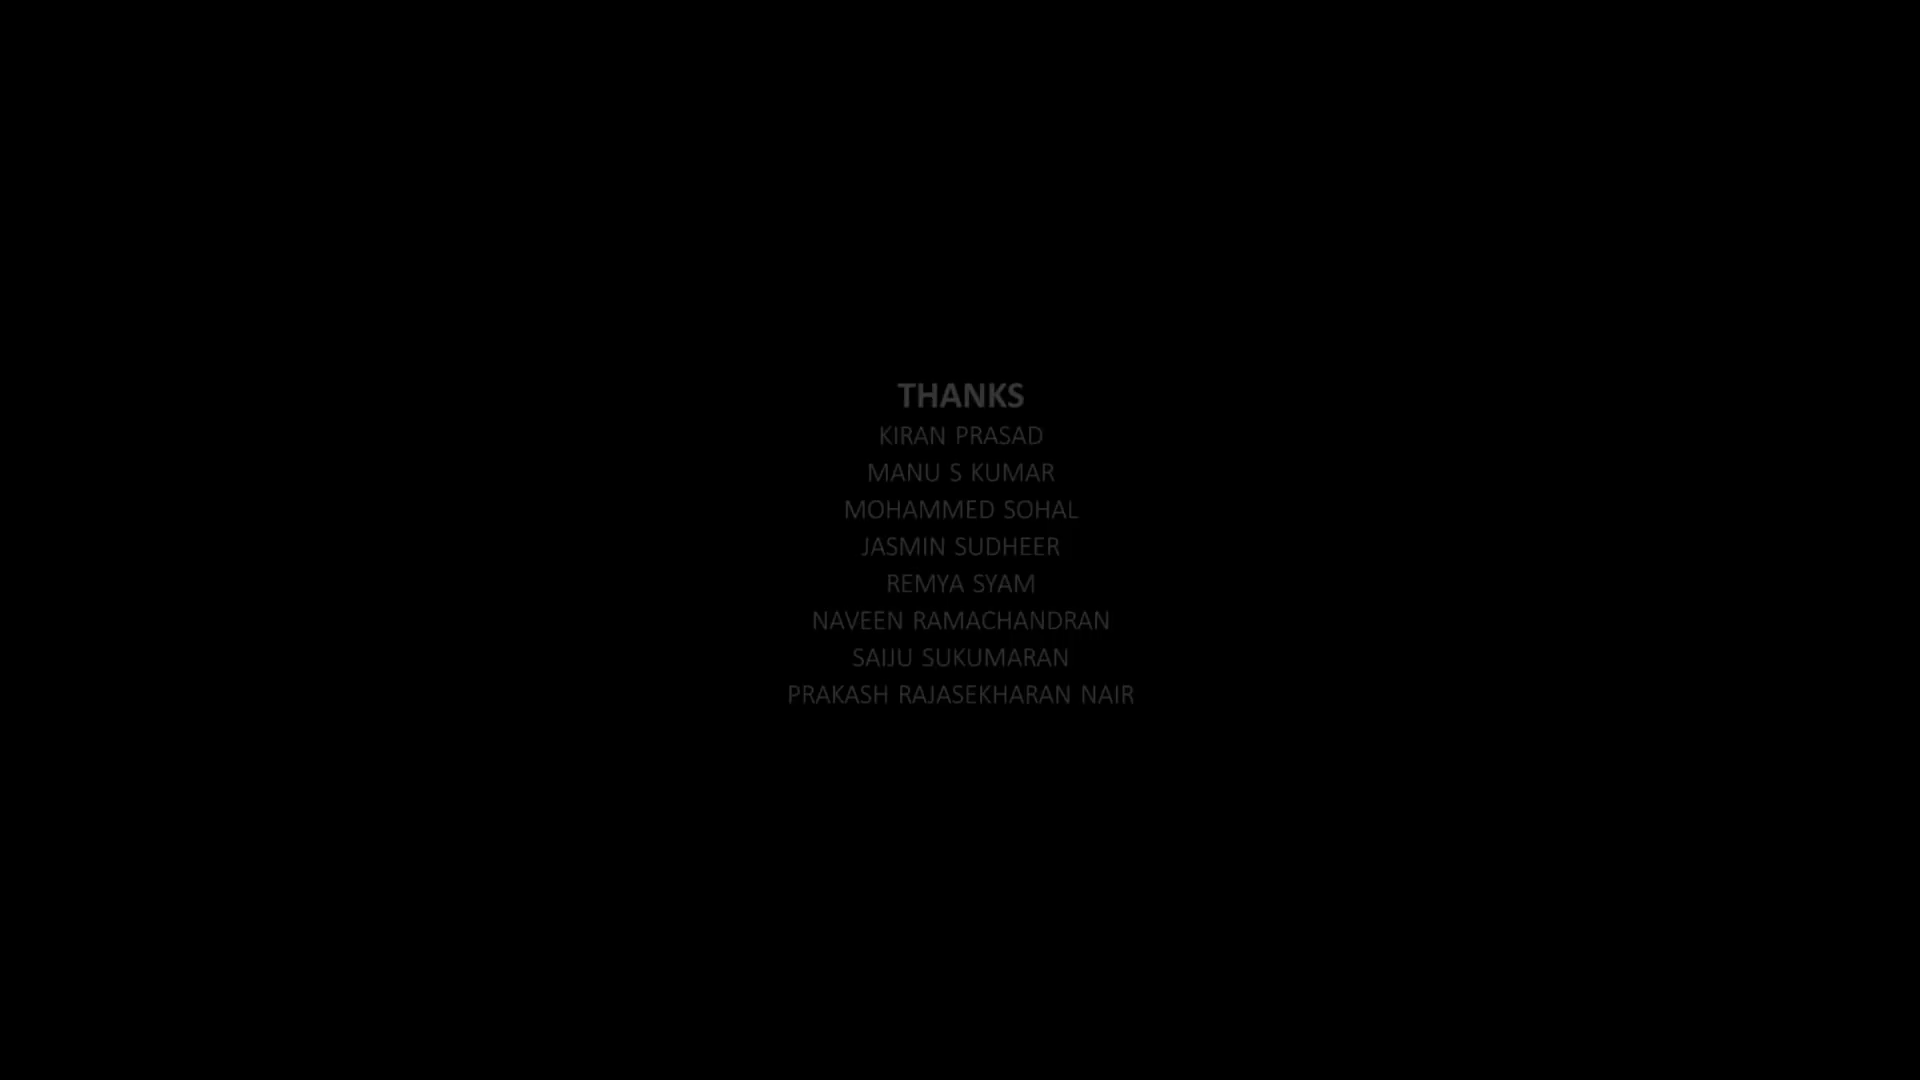 THANKS
KIRAN PRASAD
MANU S KUMAR
MOHAMMED SOHAL
JASMIN SUDHEER
REMYA SYAM
NAVEEN RAMACHANDRAN
SAIJU SUKUMARAN
PRAKASH RAJASEKHARAN NAIR